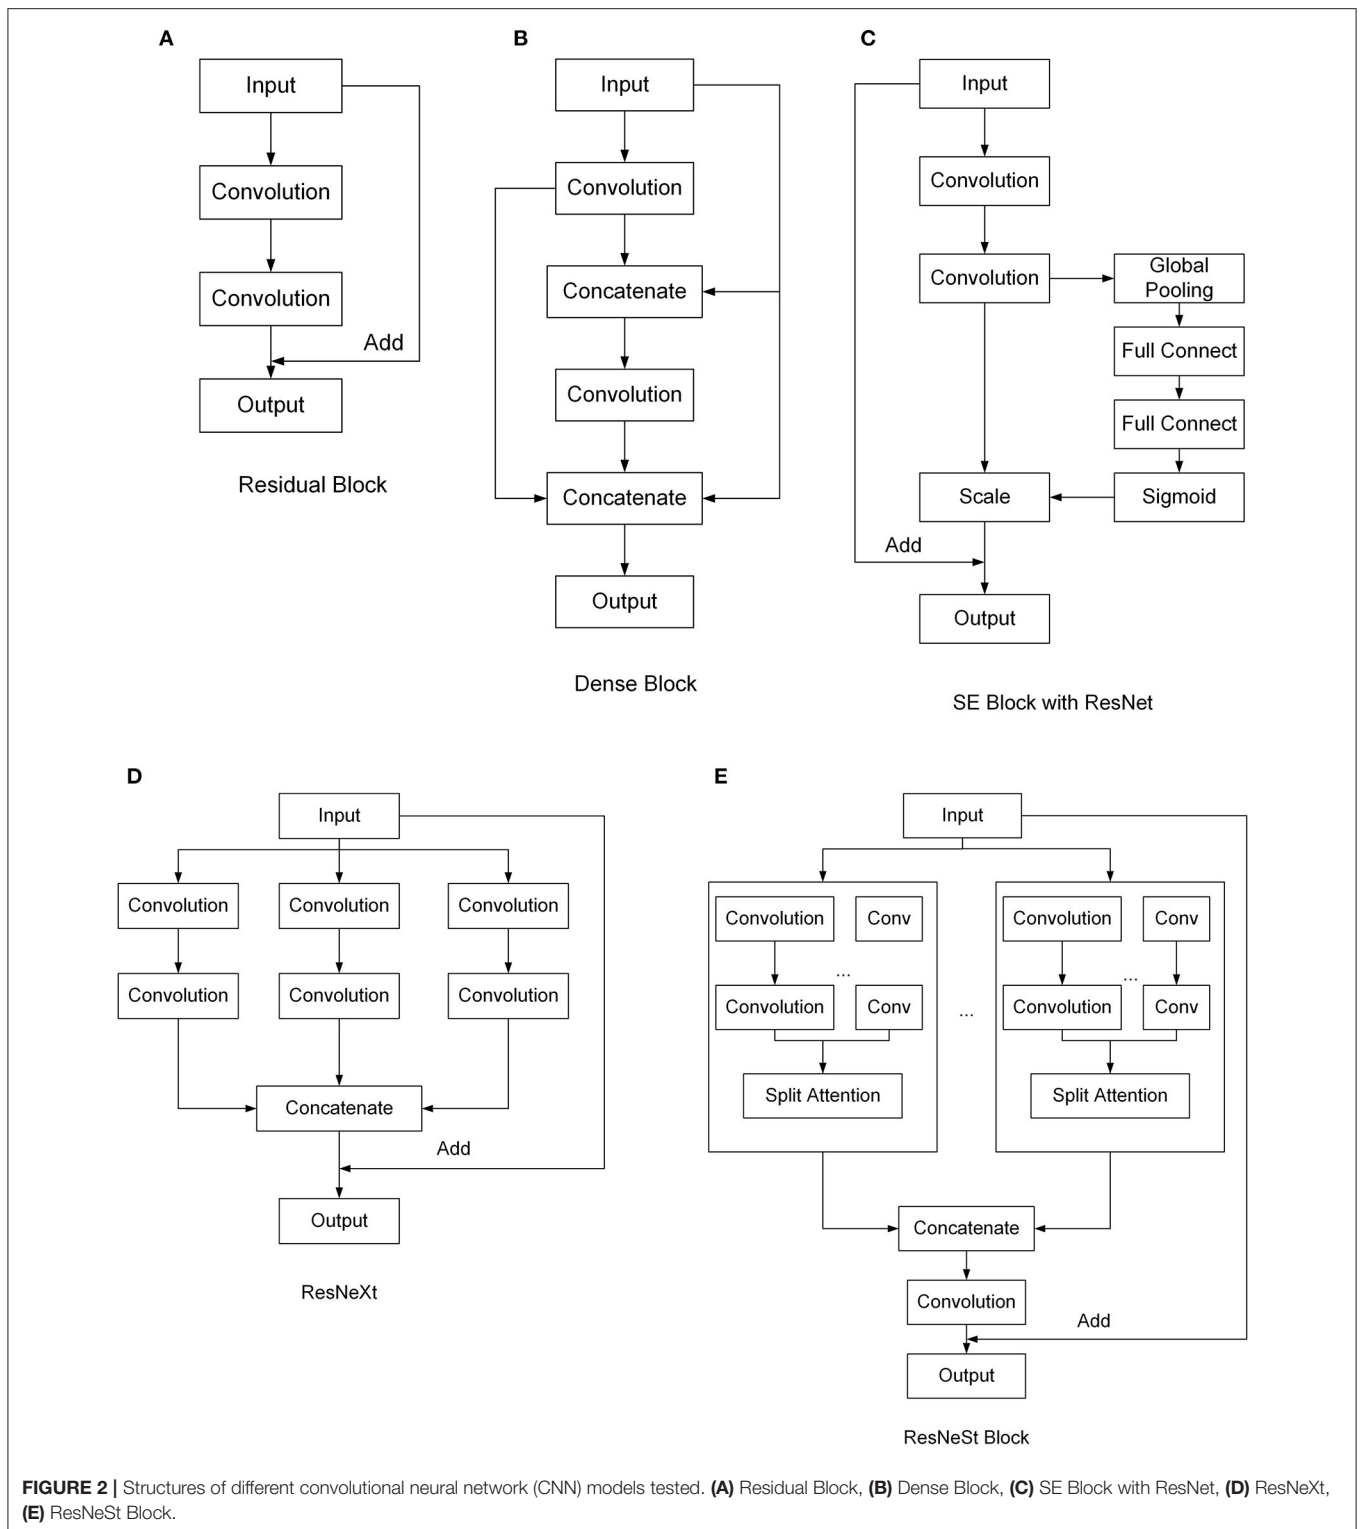 A
Input
Convolution
Convolution
Add
Output
Residual Block
B
Input
Convolution
Concatenate
Convolution
Concatenate
Output
Dense Block
C
Input
Convolution
Convolution
Global
Pooling
Full Connect
Full Connect
Scale
Sigmoid
Add
Output
SE Block with ResNet
D
Input
Convolution Convolution Convolution
Convolution Convolution Convolution
Concatenate
Add
Output
ResNeXt
E
Input
Convolution Conv Convolution Conv
... ...
Convolution Conv ... Convolution Conv
Split Attention Split Attention
Concatenate
Convolution
Add
Output
ResNeSt Block
FIGURE 2 | Structures of different convolutional neural network (CNN) models tested. (A) Residual Block, (B) Dense Block, (C) SE Block with ResNet, (D) ResNeXt,
(E) ResNeSt Block.